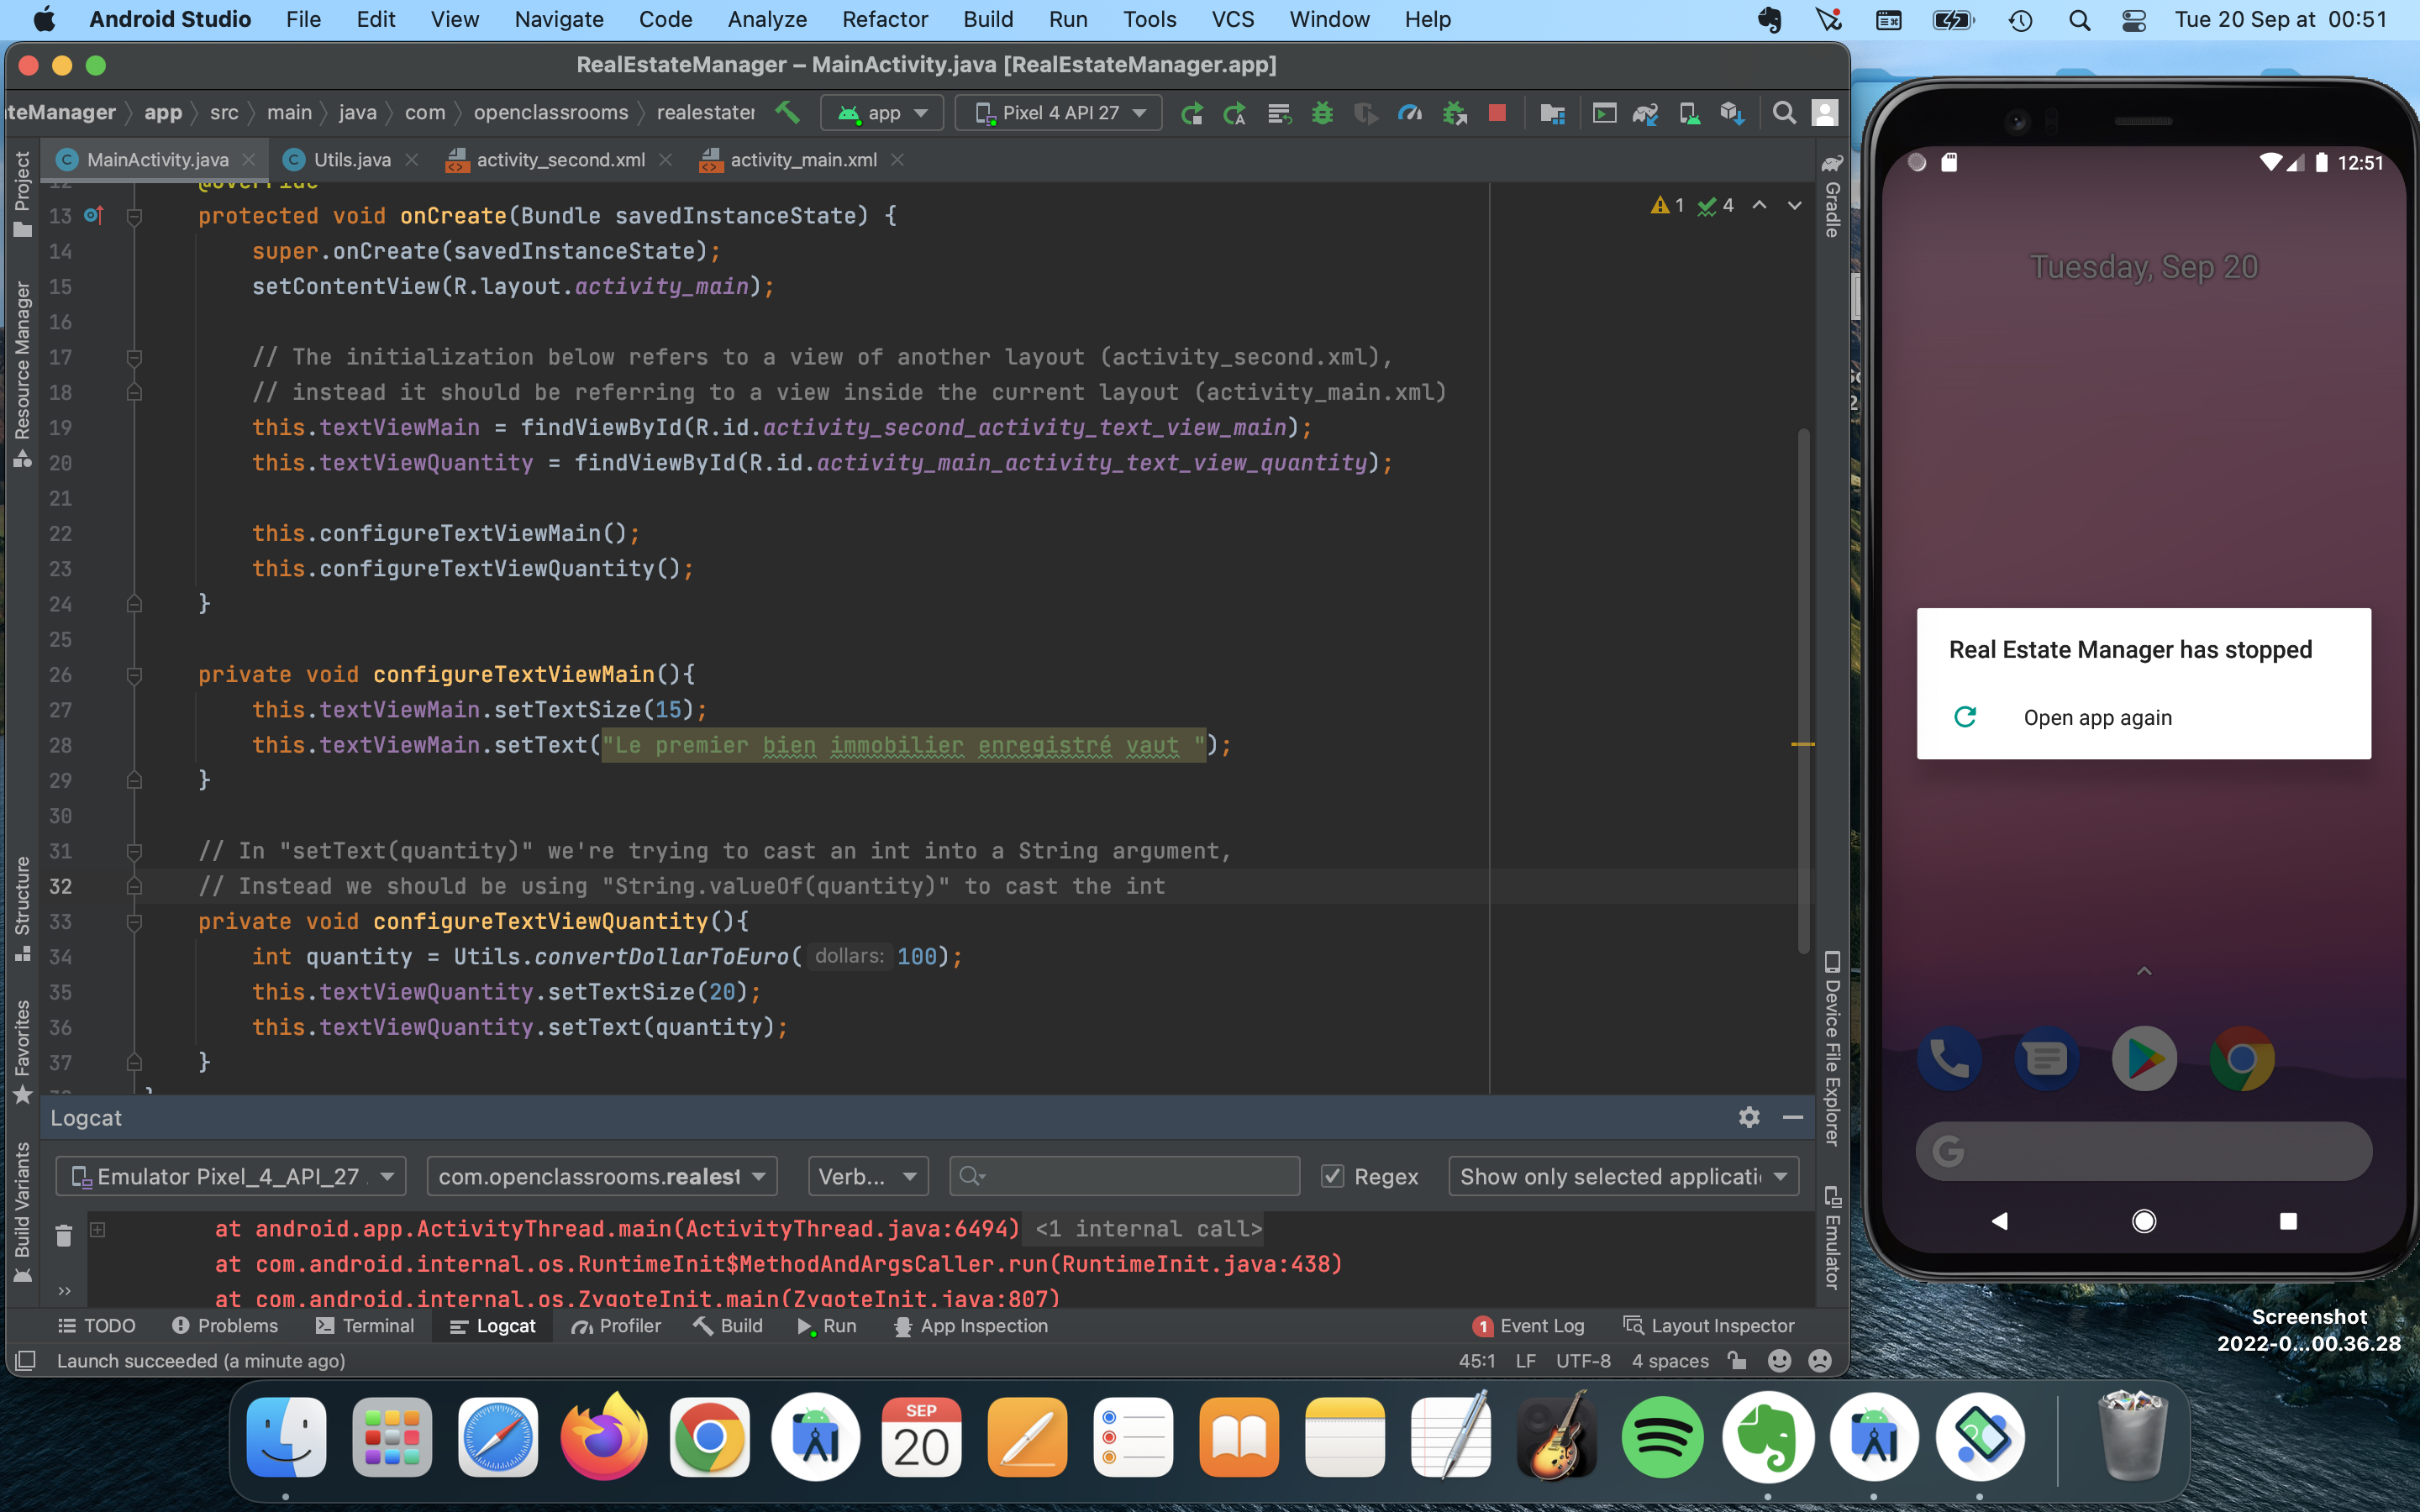 Android Studio File Edit View Navigate Code Analyze Refactor Build Run Tools VCS Window Help Tue 20 Sep at 00:51
RealEstateManager – MainActivity.java [RealEstateManager.app]
teManager app src main java com openclassrooms realestater app Pixel 4 API 27
MainActivity.java Utils.java activity_second.xml activity_main.xml
12 @Override
13 protected void onCreate(Bundle savedInstanceState) {
14 super.onCreate(savedInstanceState);
15 setContentView(R.layout.activity_main);
16
17 // The initialization below refers to a view of another layout (activity_second.xml),
18 // instead it should be referring to a view inside the current layout (activity_main.xml)
19 this.textViewMain = findViewById(R.id.activity_second_activity_text_view_main);
20 this.textViewQuantity = findViewById(R.id.activity_main_activity_text_view_quantity);
21
22 this.configureTextViewMain();
23 this.configureTextViewQuantity();
24 }
25
26 private void configureTextViewMain(){
27 this.textViewMain.setTextSize(15);
28 this.textViewMain.setText("Le premier bien immobilier enregistré vaut ");
29 }
30
31 // In "setText(quantity)" we're trying to cast an int into a String argument,
32 // Instead we should be using "String.valueOf(quantity)" to cast the int
33 private void configureTextViewQuantity(){
34 int quantity = Utils.convertDollarToEuro( dollars: 100);
35 this.textViewQuantity.setTextSize(20);
36 this.textViewQuantity.setText(quantity);
37 }
1 4
Project
Resource Manager
Structure
Favorites
Build Variants
Gradle
Device File Explorer
Emulator
Logcat
Emulator Pixel_4_API_27 com.openclassrooms.realest Verb... Regex Show only selected applicati
at android.app.ActivityThread.main(ActivityThread.java:6494) <1 internal call>
at com.android.internal.os.RuntimeInit$MethodAndArgsCaller.run(RuntimeInit.java:438)
at com.android.internal.os.ZygoteInit.main(ZygoteInit.java:807)
TODO Problems Terminal Logcat Profiler Build Run App Inspection 1 Event Log Layout Inspector
Launch succeeded (a minute ago) 45:1 LF UTF-8 4 spaces
12:51
Tuesday, Sep 20
Real Estate Manager has stopped
Open app again
G
Screenshot
2022-0...00.36.28
SEP
20